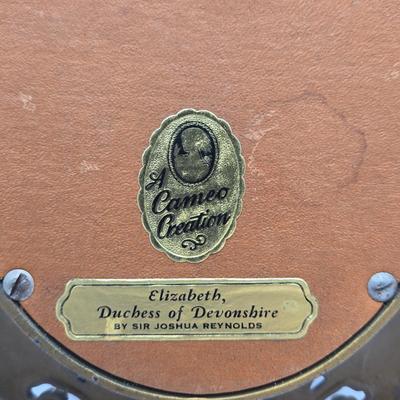 A
Cameo
Creation
Elizabeth,
Duchess of Devonshire
BY SIR JOSHUA REYNOLDS